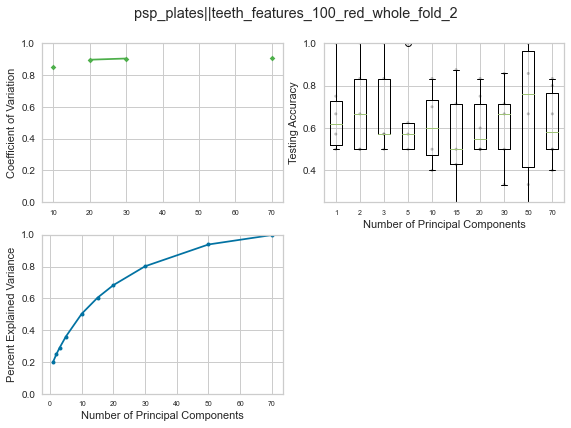 psp_plates||teeth_features_100_red_whole_fold_2
Coefficient of Variation
1.0
0.8
0.6
0.4
0.2
0.0
10 20 30 40 50 60 70
Testing Accuracy
1.0
0.8
0.6
0.4
1 2 3 5 10 15 20 30 50 70
Number of Principal Components
Percent Explained Variance
1.0
0.8
0.6
0.4
0.2
0.0
0 10 20 30 40 50 60 70
Number of Principal Components